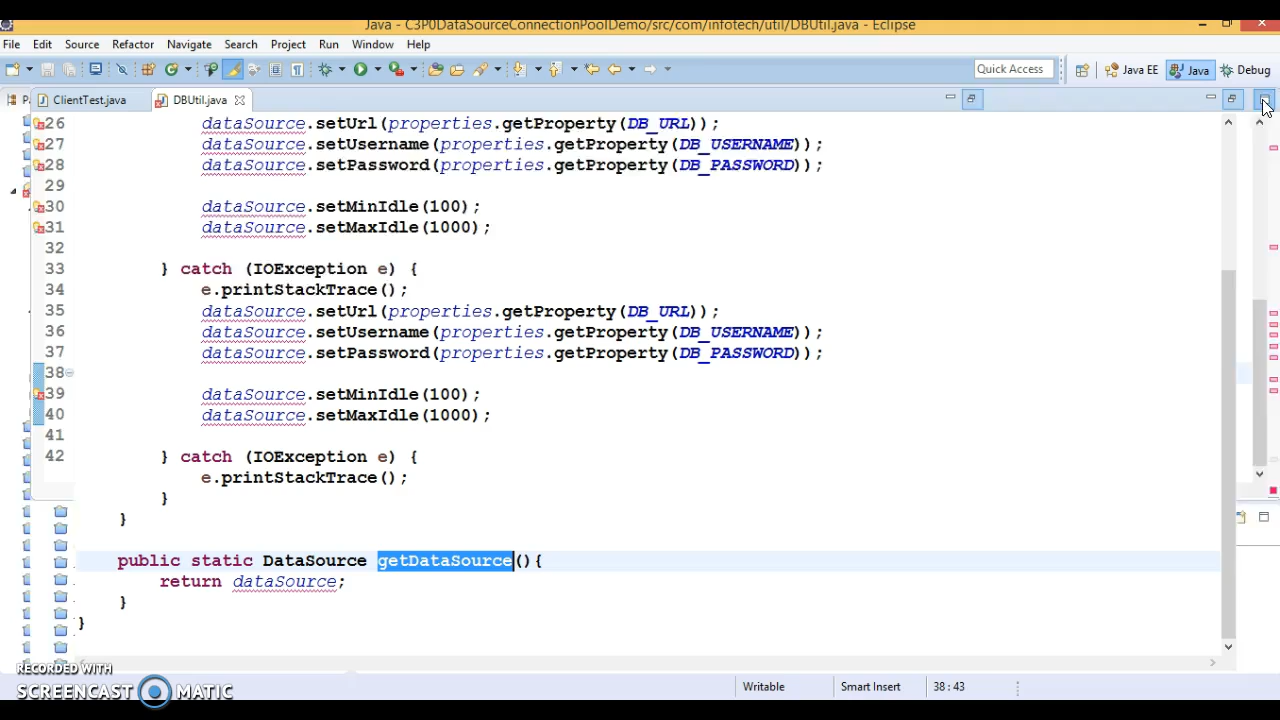 Java - C3P0DataSourceConnectionPoolDemo/src/com/infotech/util/DBUtil.java - Eclipse
File Edit Source Refactor Navigate Search Project Run Window Help
Quick Access Java EE Java Debug
P ClientTest.java DBUtil.java
26 dataSource.setUrl(properties.getProperty(DB_URL));
27 dataSource.setUsername(properties.getProperty(DB_USERNAME));
28 dataSource.setPassword(properties.getProperty(DB_PASSWORD));
29
30 dataSource.setMinIdle(100);
31 dataSource.setMaxIdle(1000);
32
33 } catch (IOException e) {
34 e.printStackTrace();
35 dataSource.setUrl(properties.getProperty(DB_URL));
36 dataSource.setUsername(properties.getProperty(DB_USERNAME));
37 dataSource.setPassword(properties.getProperty(DB_PASSWORD));
38
39 dataSource.setMinIdle(100);
40 dataSource.setMaxIdle(1000);
41
42 } catch (IOException e) {
e.printStackTrace();
}
}
public static DataSource getDataSource(){
return dataSource;
}
}
RECORDED WITH
SCREENCAST MATIC
Writable Smart Insert 38 : 43